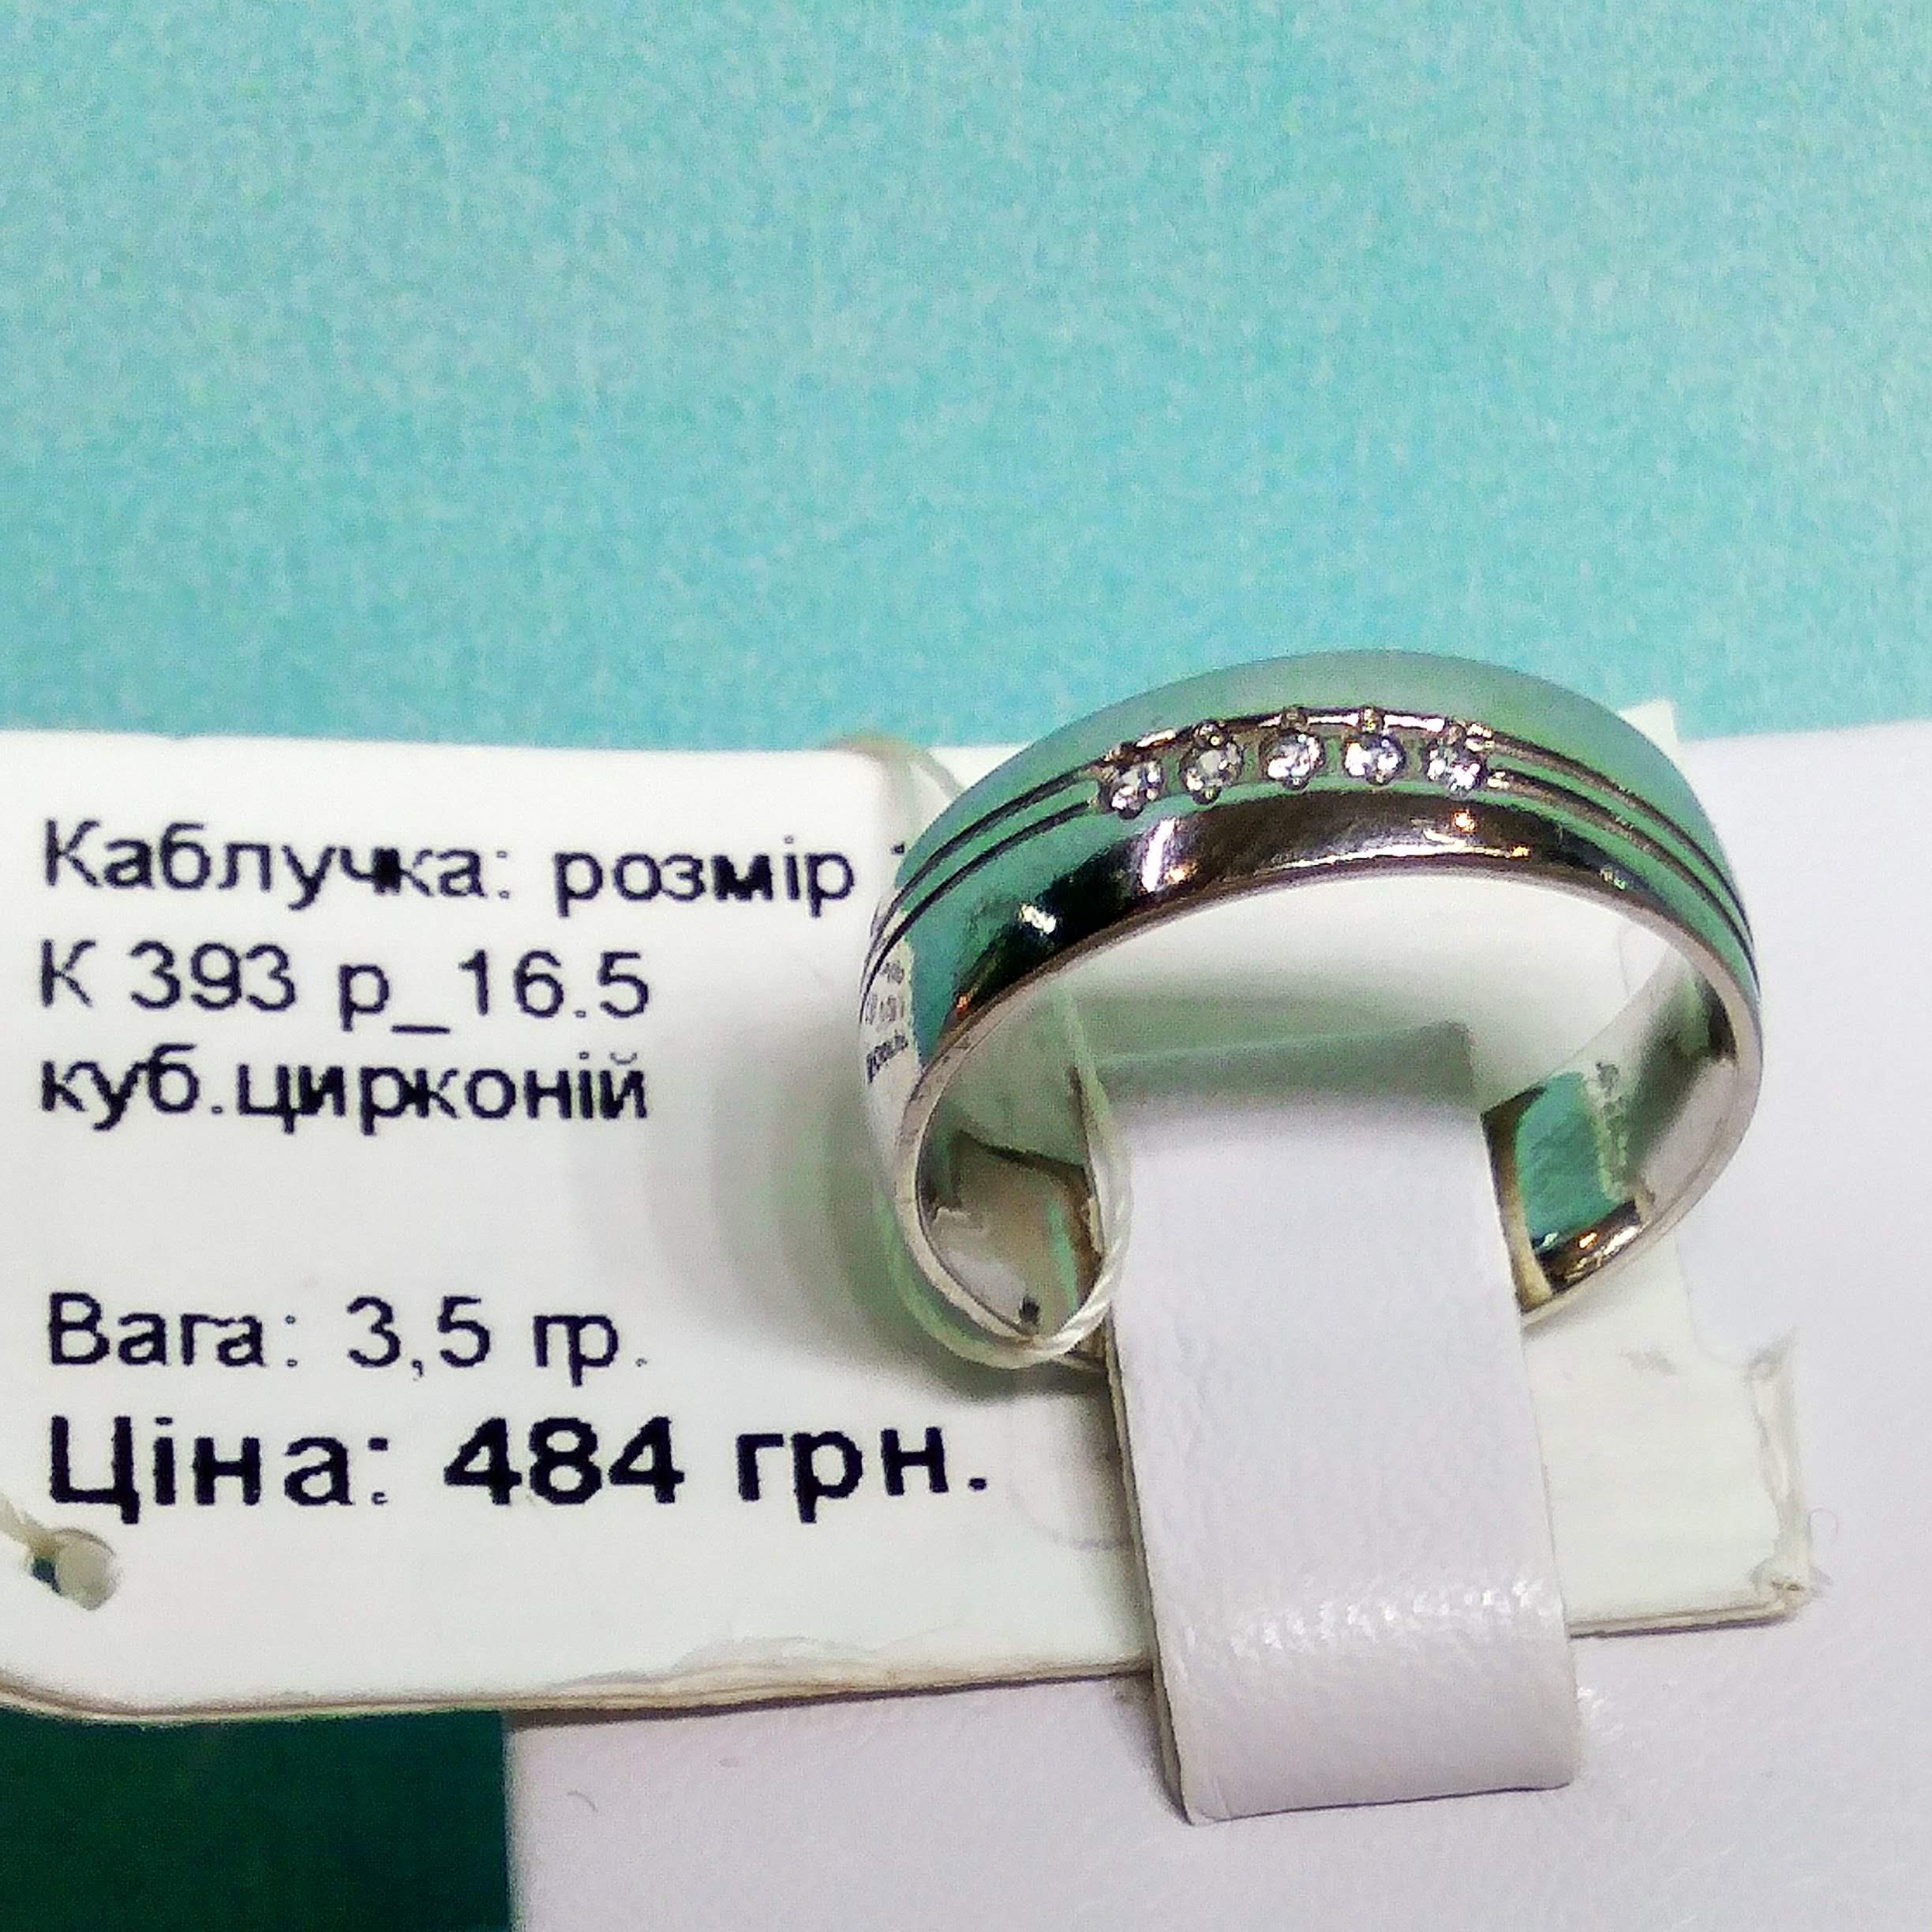 Каблучка: розмір
К 393 р_16.5
куб.цирконій
Вага: 3,5 гр.
Ціна: 484 грн.